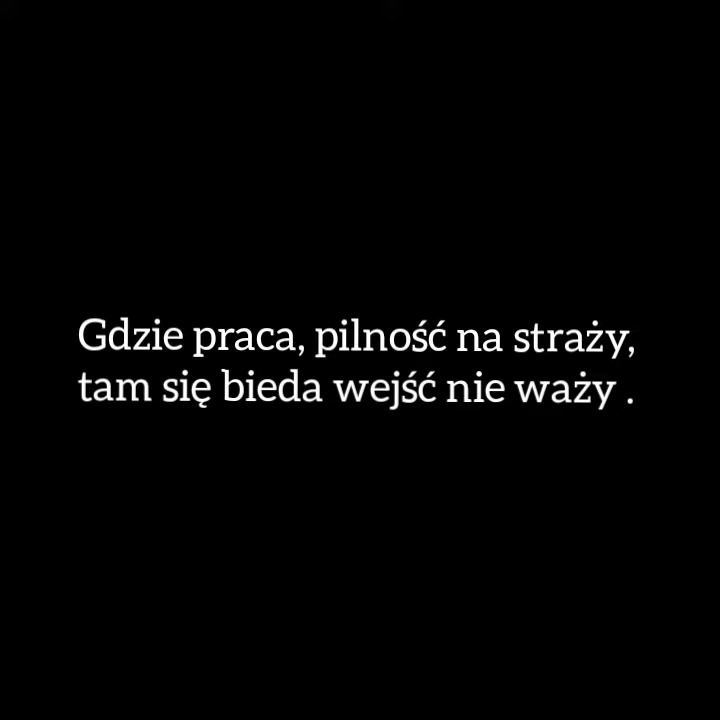 Gdzie praca, pilność na straży,
tam się bieda wejść nie waży .